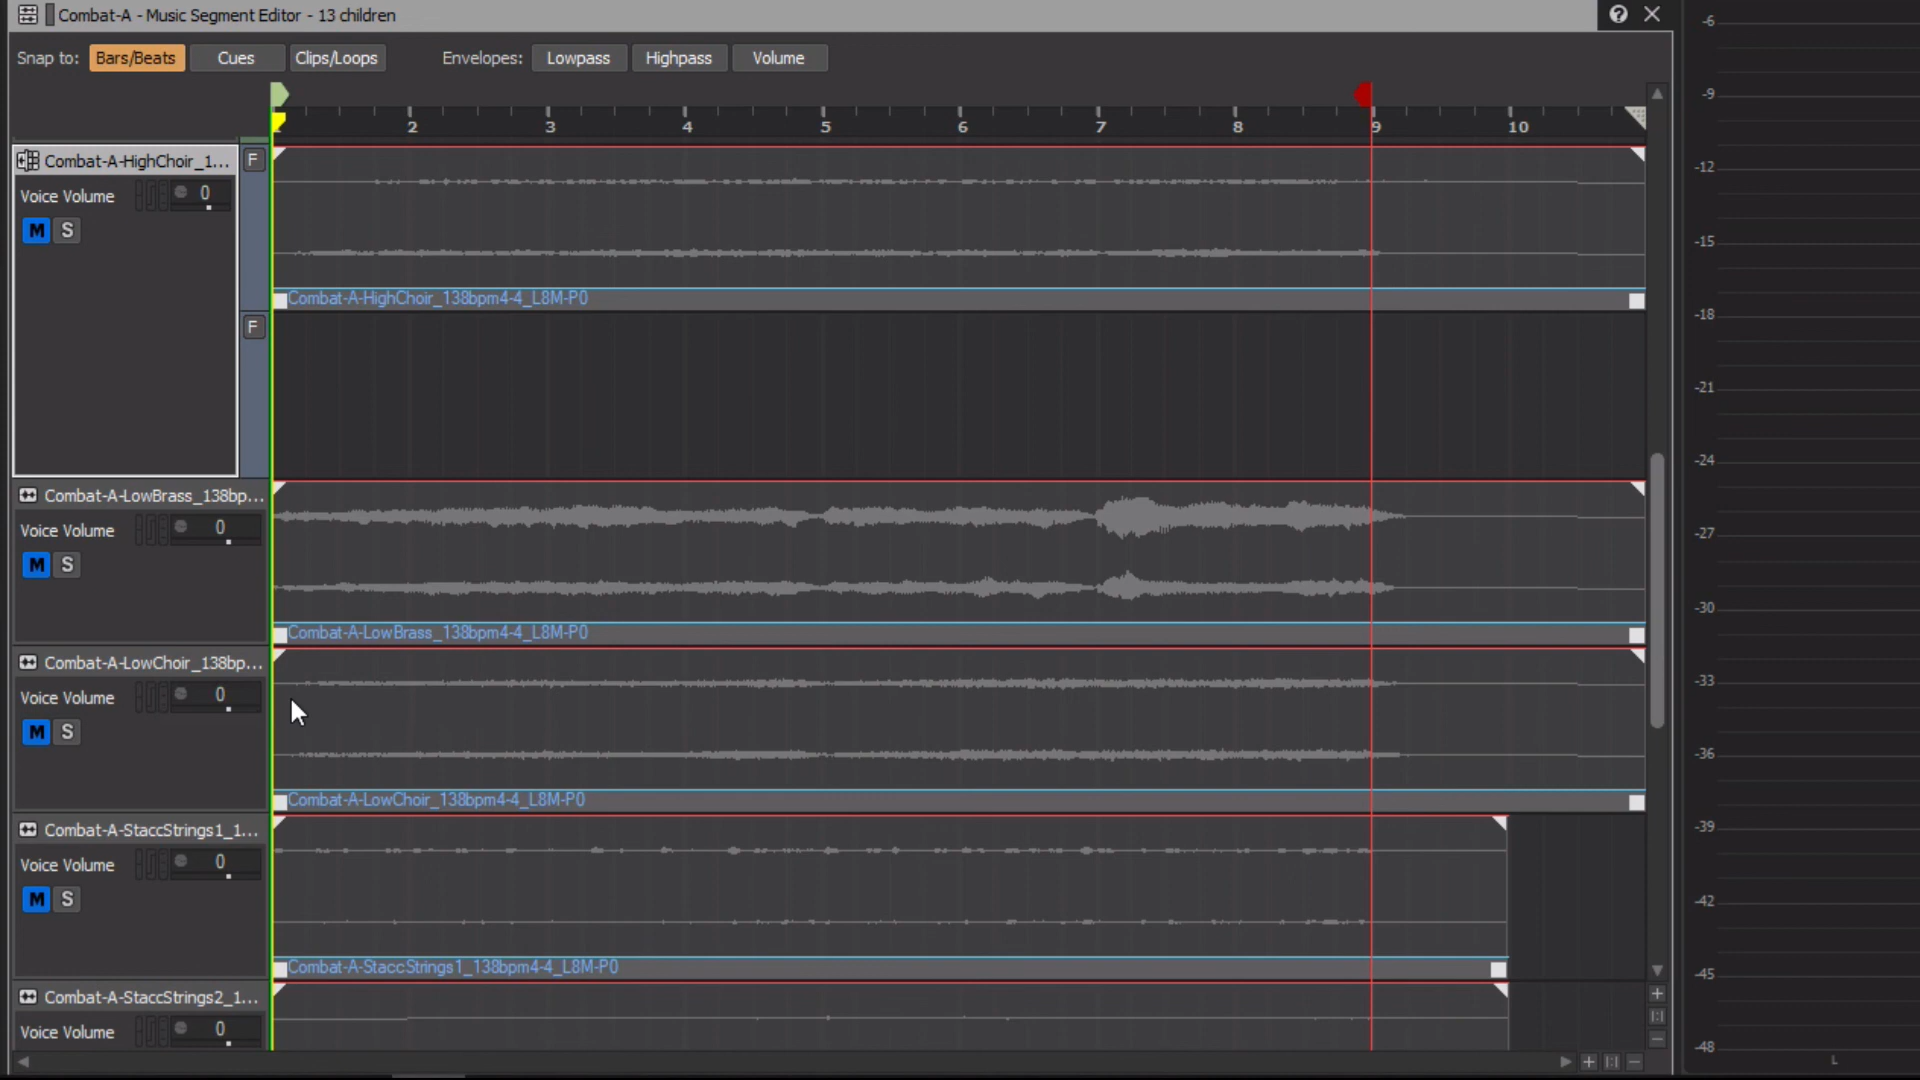 Combat-A - Music Segment Editor - 13 children
Snap to: Bars/Beats Cues Clips/Loops Envelopes: Lowpass Highpass Volume
2 3 4 5 6 7 8 9 10
Combat-A-HighChoir_1... F
Voice Volume 0
M S
Combat-A-HighChoir_138bpm4-4_L8M-P0
F
Combat-A-LowBrass_138bp...
Voice Volume 0
M S
Combat-A-LowBrass_138bpm4-4_L8M-P0
Combat-A-LowChoir_138bp...
Voice Volume 0
M S
Combat-A-LowChoir_138bpm4-4_L8M-P0
Combat-A-StaccStrings1_1...
Voice Volume 0
M S
Combat-A-StaccStrings1_138bpm4-4_L8M-P0
Combat-A-StaccStrings2_1...
Voice Volume 0
-6
-9
-12
-15
-18
-21
-24
-27
-30
-33
-36
-39
-42
-45
-48
L